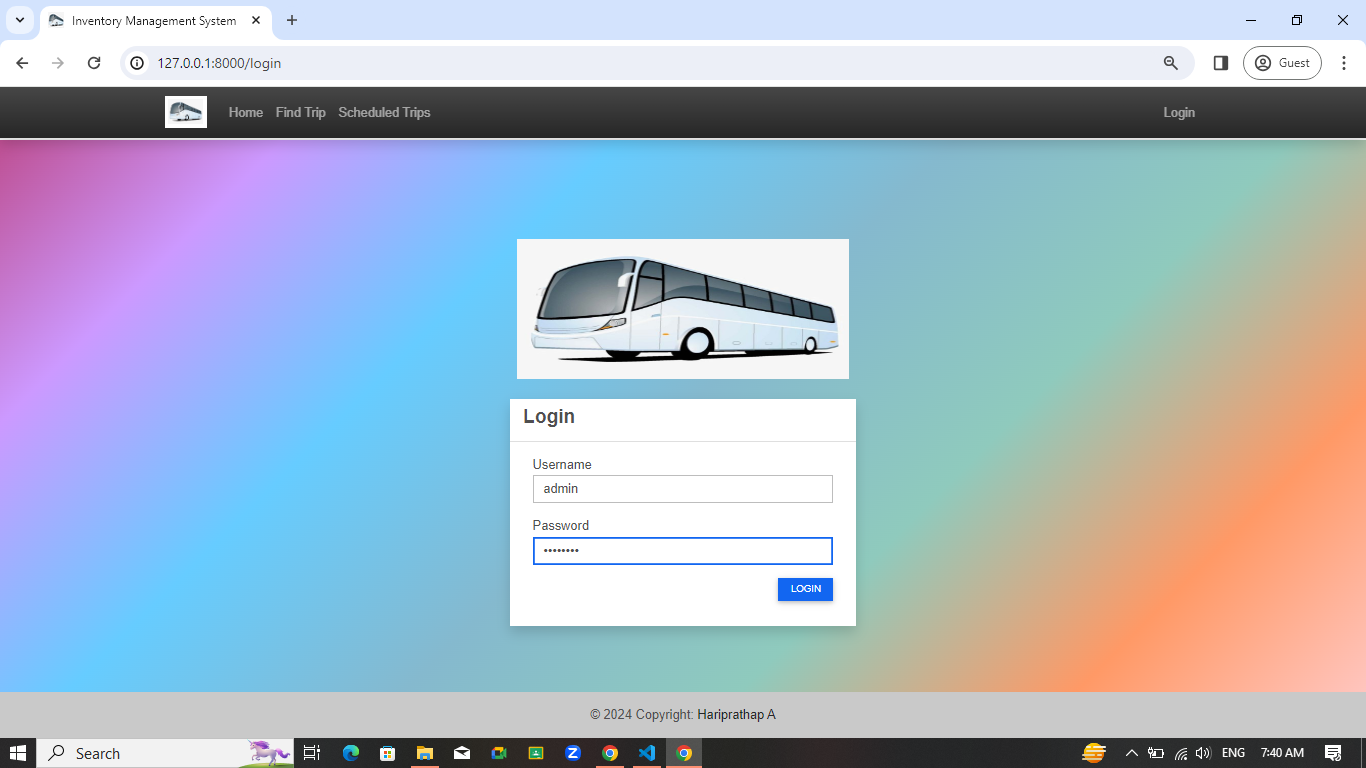 Inventory Management System
127.0.0.1:8000/login
Guest
Home Find Trip Scheduled Trips Login
Login
Username
admin
Password
••••••••
LOGIN
© 2024 Copyright: Hariprathap A
Search
ENG 7:40 AM